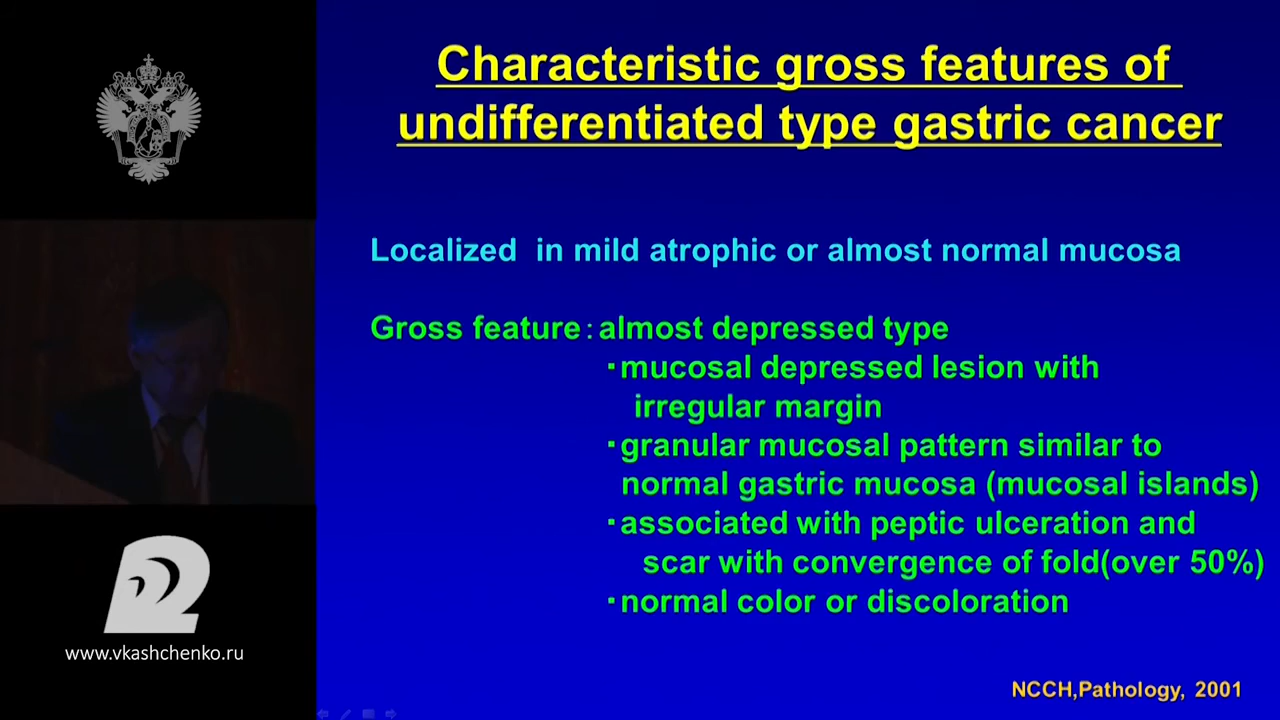 Characteristic gross features of
undifferentiated type gastric cancer
Localized in mild atrophic or almost normal mucosa
Gross feature：almost depressed type
・mucosal depressed lesion with
irregular margin
・granular mucosal pattern similar to
normal gastric mucosa (mucosal islands)
・associated with peptic ulceration and
scar with convergence of fold(over 50%)
・normal color or discoloration
NCCH,Pathology, 2001
www.vkashchenko.ru